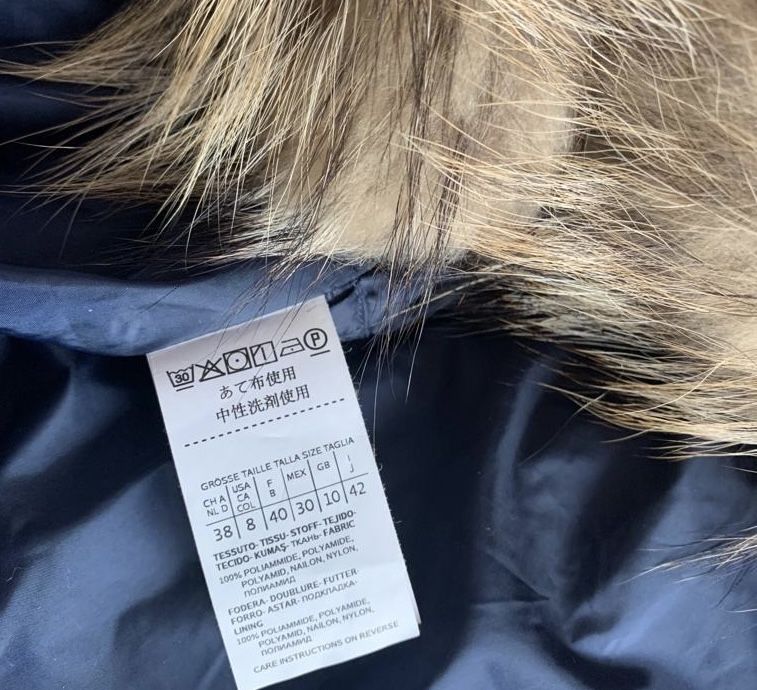 30 P
あて布使用
中性洗剤使用
GRÖSSE TAILLE TALLA SIZE TAGLIA
CH A NL D USA CA COL F B MEX GB I J
38 8 40 30 10 42
TESSUTO- TISSU- STOFF- TEJIDO-
TECIDO- KUMAŞ- ТКАНЬ- FABRIC
100% POLIAMMIDE, POLYAMIDE,
POLYAMID, NAILON, NYLON,
ПОЛИАМИД
FODERA- DOUBLURE- FUTTER-
FORRO- ASTAR- ПОДКЛАДКА-
LINING
100% POLIAMMIDE, POLYAMIDE,
POLYAMID, NAILON, NYLON,
ПОЛИАМИД
CARE INSTRUCTIONS ON REVERSE